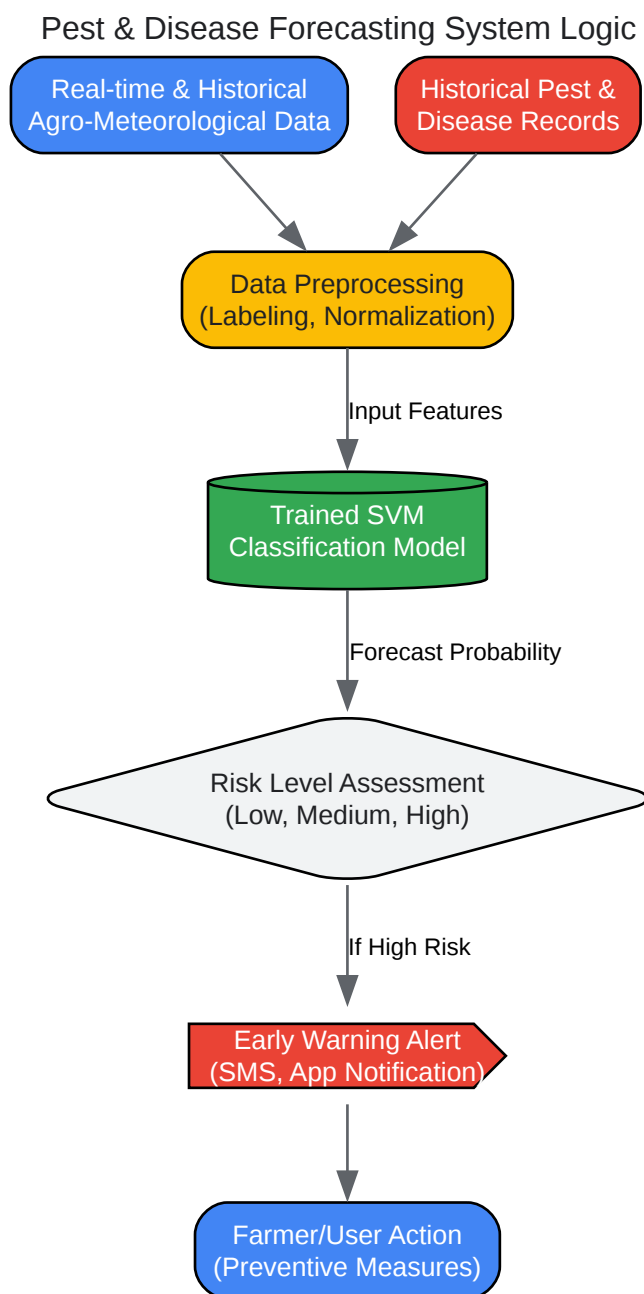 Pest & Disease Forecasting System Logic
Real-time & Historical
Agro-Meteorological Data
Historical Pest &
Disease Records
Data Preprocessing
(Labeling, Normalization)
Input Features
Trained SVM
Classification Model
Forecast Probability
Risk Level Assessment
(Low, Medium, High)
If High Risk
Early Warning Alert
(SMS, App Notification)
Farmer/User Action
(Preventive Measures)